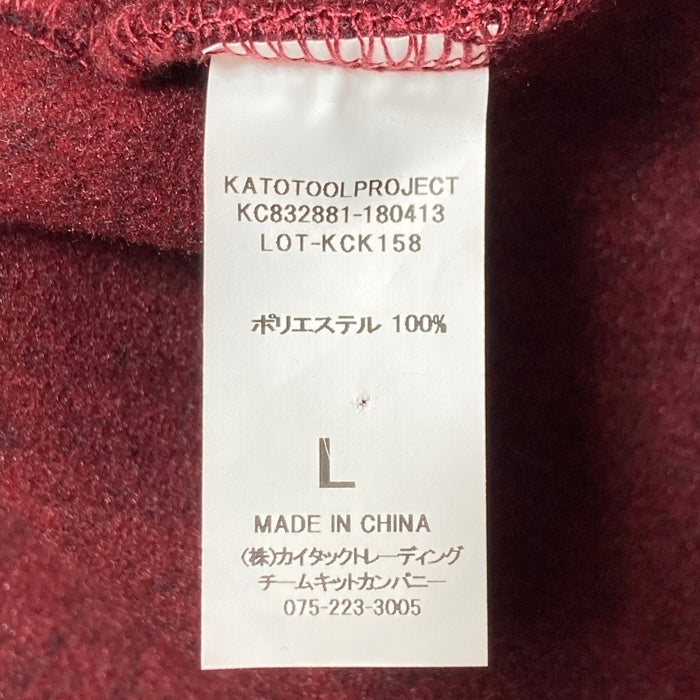 KATOTOOLPROJECT
KC832881-180413
LOT-KCK158
ポリエステル 100%
L
MADE IN CHINA
(株)カイタックトレーディング
チームキットカンパニー
075-223-3005